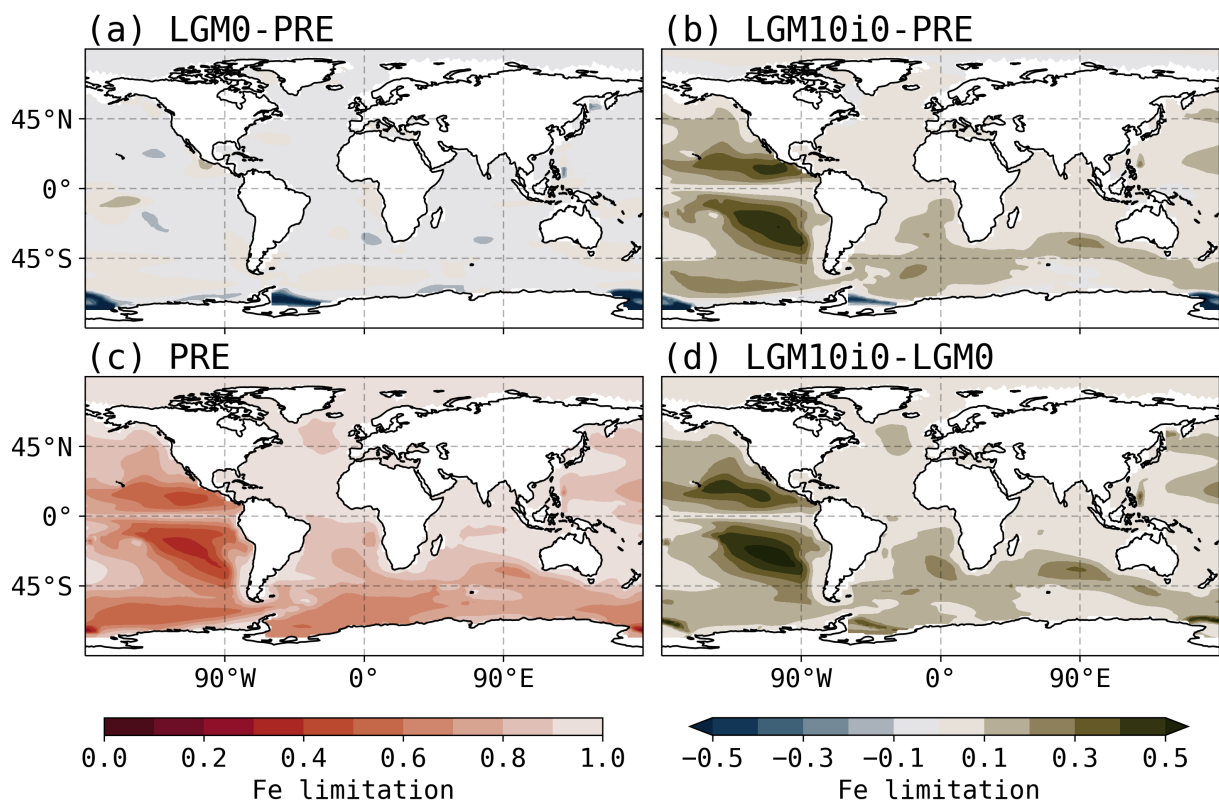 (a) LGM0-PRE
(b) LGM10i0-PRE
45°N
0°
45°S
(c) PRE
(d) LGM10i0-LGM0
45°N
0°
45°S
90°W 0° 90°E
90°W 0° 90°E
0.0 0.2 0.4 0.6 0.8 1.0
Fe limitation
−0.5 −0.3 −0.1 0.1 0.3 0.5
Fe limitation